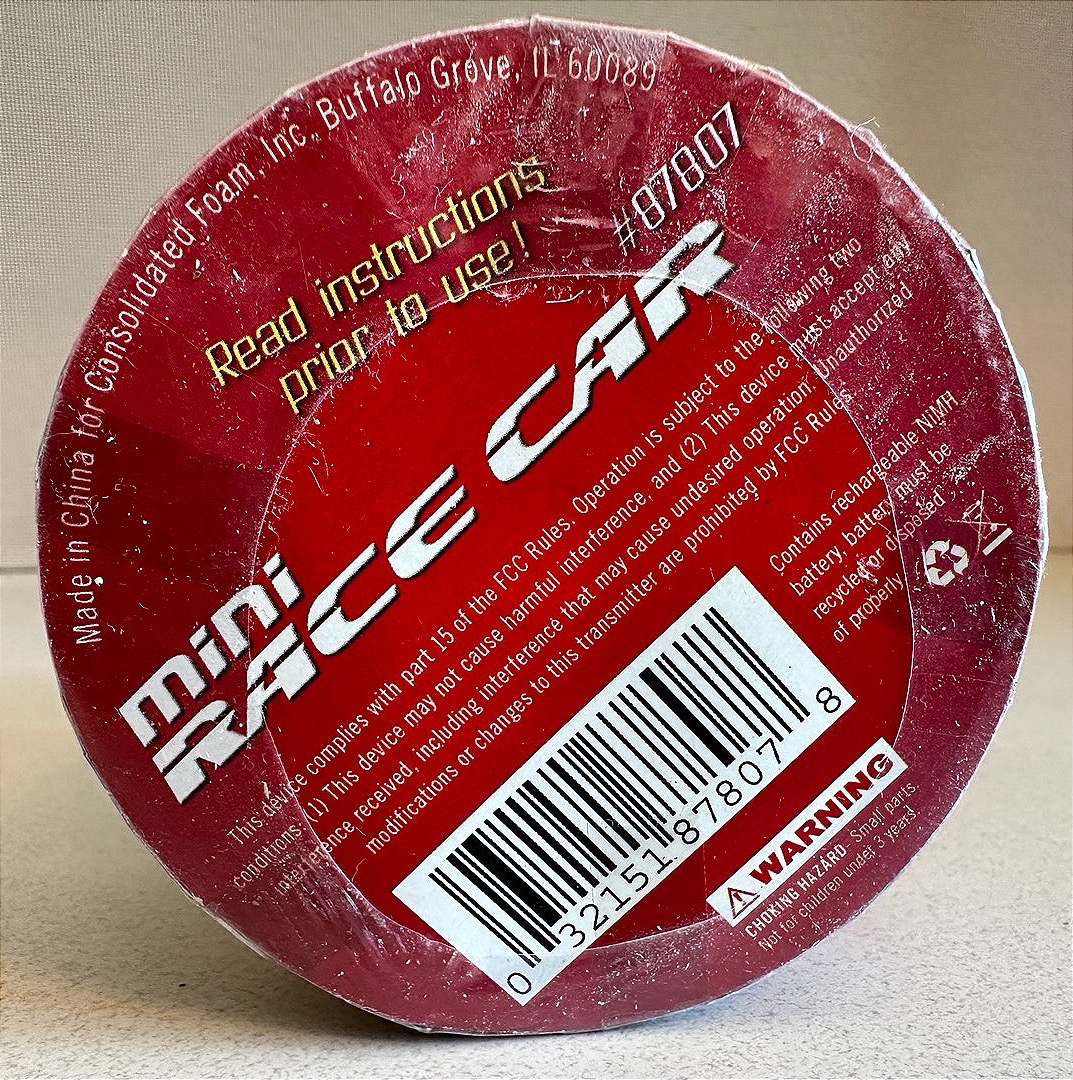 Made in China for Consolidated Foam, Inc., Buffalo Grove, IL 60089
Read instructions
prior to use!
#87807
mini
RACE CAR
This device complies with part 15 of the FCC Rules. Operation is subject to the following two
conditions: (1) This device may not cause harmful interference, and (2) This device must accept any
interference received, including interference that may cause undesired operation. Unauthorized
modifications or changes to this transmitter are prohibited by FCC Rules.
Contains rechargeable NiMH
battery, battery must be
recycled or disposed
of properly.
0 32151 87807 8
WARNING
CHOKING HAZARD - Small parts
Not for children under 3 years